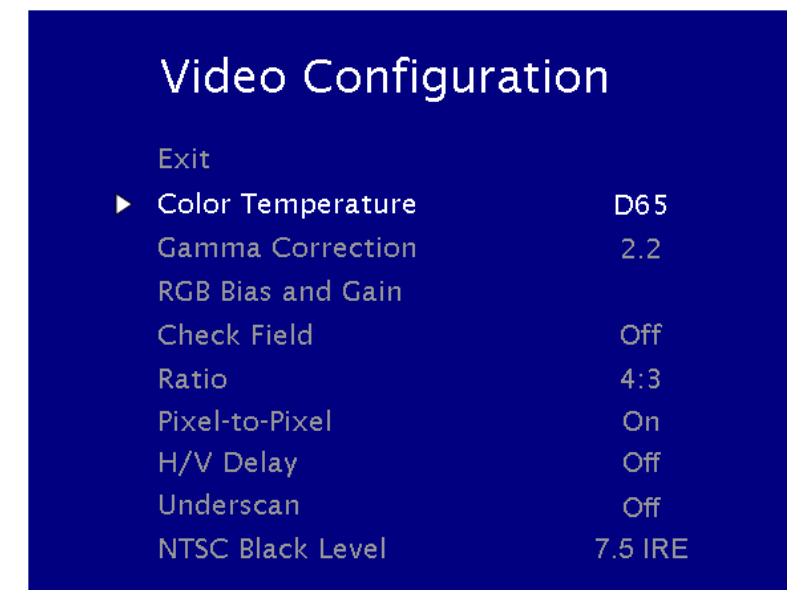 Video Configuration
Exit
Color Temperature D65
Gamma Correction 2.2
RGB Bias and Gain
Check Field Off
Ratio 4:3
Pixel-to-Pixel On
H/V Delay Off
Underscan Off
NTSC Black Level 7.5 IRE